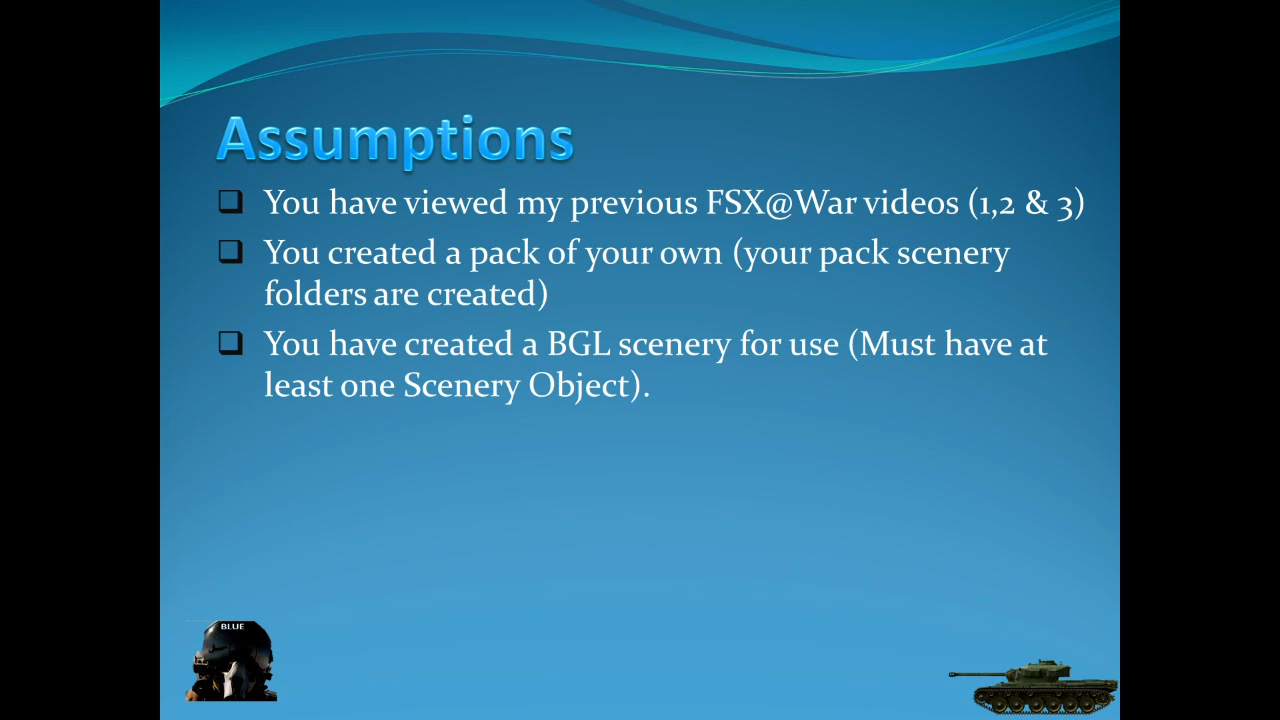 Assumptions
You have viewed my previous FSX@War videos (1,2 & 3)
You created a pack of your own (your pack scenery
folders are created)
You have created a BGL scenery for use (Must have at
least one Scenery Object).
BLUE